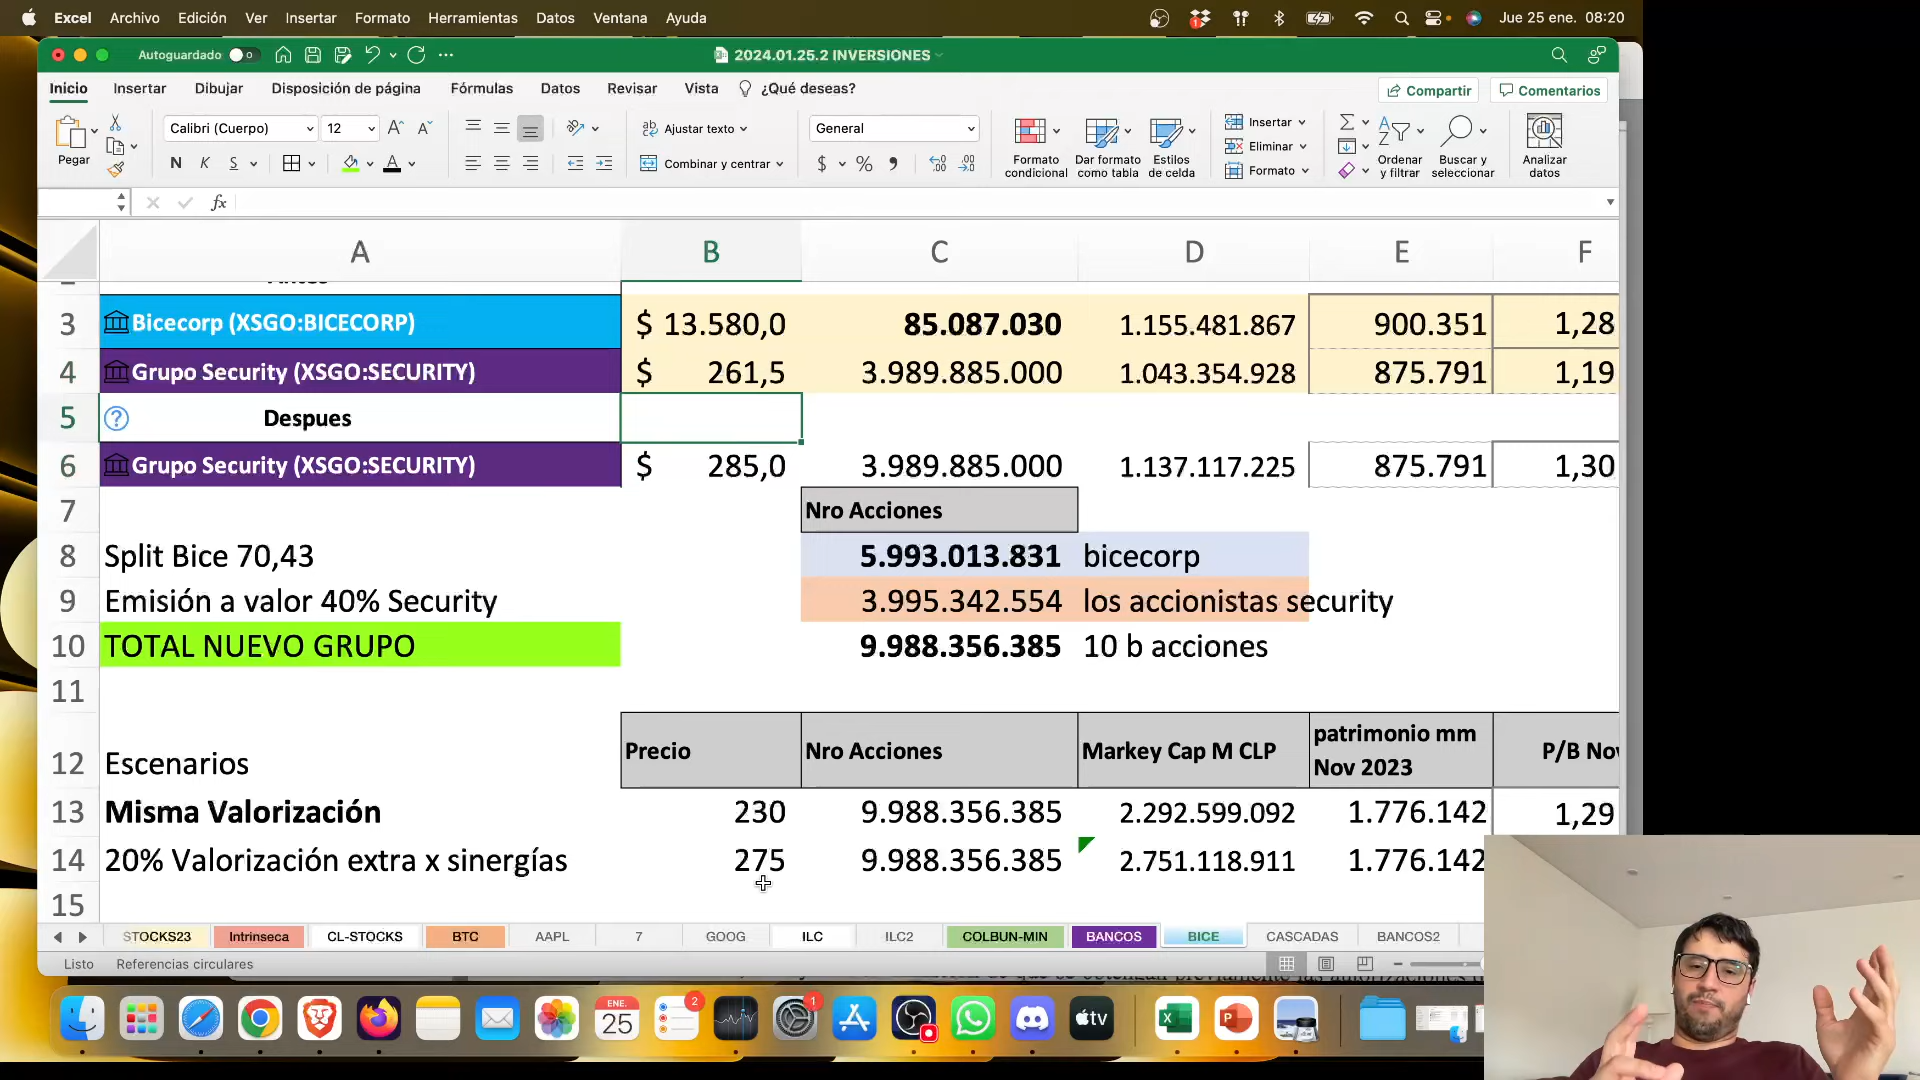 Excel Archivo Edición Ver Insertar Formato Herramientas Datos Ventana Ayuda Jue 25 ene. 08:20
Autoguardado 2024.01.25.2 INVERSIONES
Inicio Insertar Dibujar Disposición de página Fórmulas Datos Revisar Vista ¿Qué deseas? Compartir Comentarios
Pegar Calibri (Cuerpo) 12 Ajustar texto General Insertar
N K S Combinar y centrar $ % Formato condicional Dar formato como tabla Estilos de celda Eliminar Formato Ordenar y filtrar Buscar y seleccionar Analizar datos
fx
A B C D E F
3 Bicecorp (XSGO:BICECORP) $ 13.580,0 85.087.030 1.155.481.867 900.351 1,28
4 Grupo Security (XSGO:SECURITY) $ 261,5 3.989.885.000 1.043.354.928 875.791 1,19
5 Despues
6 Grupo Security (XSGO:SECURITY) $ 285,0 3.989.885.000 1.137.117.225 875.791 1,30
7 Nro Acciones
8 Split Bice 70,43 5.993.013.831 bicecorp
9 Emisión a valor 40% Security 3.995.342.554 los accionistas security
10 TOTAL NUEVO GRUPO 9.988.356.385 10 b acciones
11
12 Escenarios Precio Nro Acciones Markey Cap M CLP patrimonio mm Nov 2023 P/B Nov
13 Misma Valorización 230 9.988.356.385 2.292.599.092 1.776.142 1,29
14 20% Valorización extra x sinergías 275 9.988.356.385 2.751.118.911 1.776.142
15
STOCKS23 Intrinseca CL-STOCKS BTC AAPL 7 GOOG ILC ILC2 COLBUN-MIN BANCOS BICE CASCADAS BANCOS2
Listo Referencias circulares
ENE. 25 2 1 tv